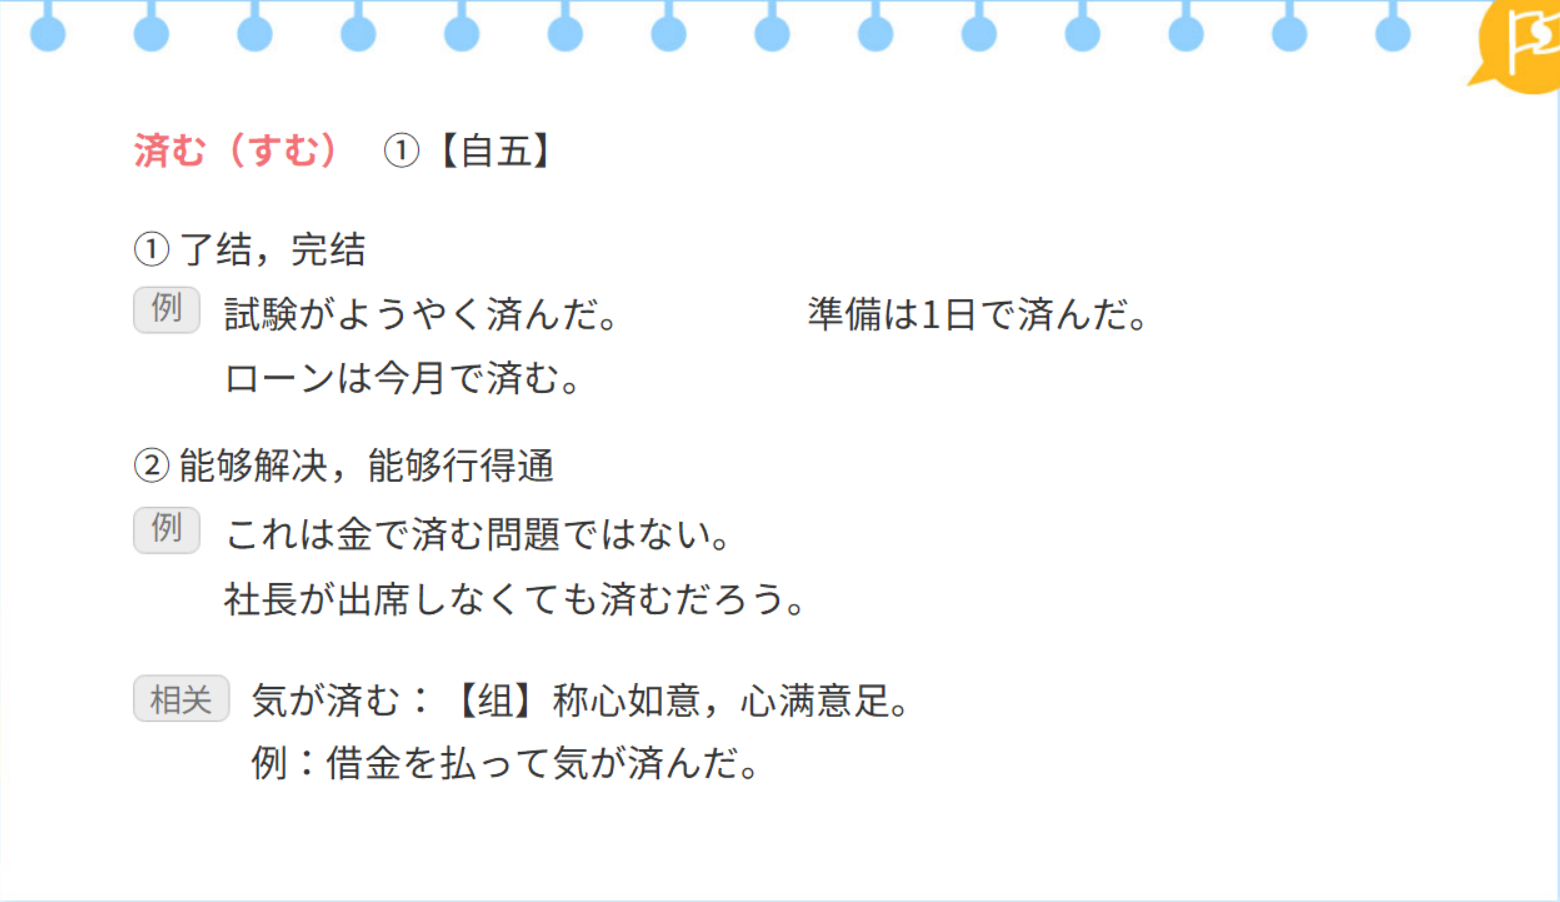 済む（すむ） ①【自五】
① 了结，完结
例 試験がようやく済んだ。 準備は1日で済んだ。
ローンは今月で済む。
② 能够解决，能够行得通
例 これは金で済む問題ではない。
社長が出席しなくても済むだろう。
相关 気が済む：【组】称心如意，心满意足。
例：借金を払って気が済んだ。